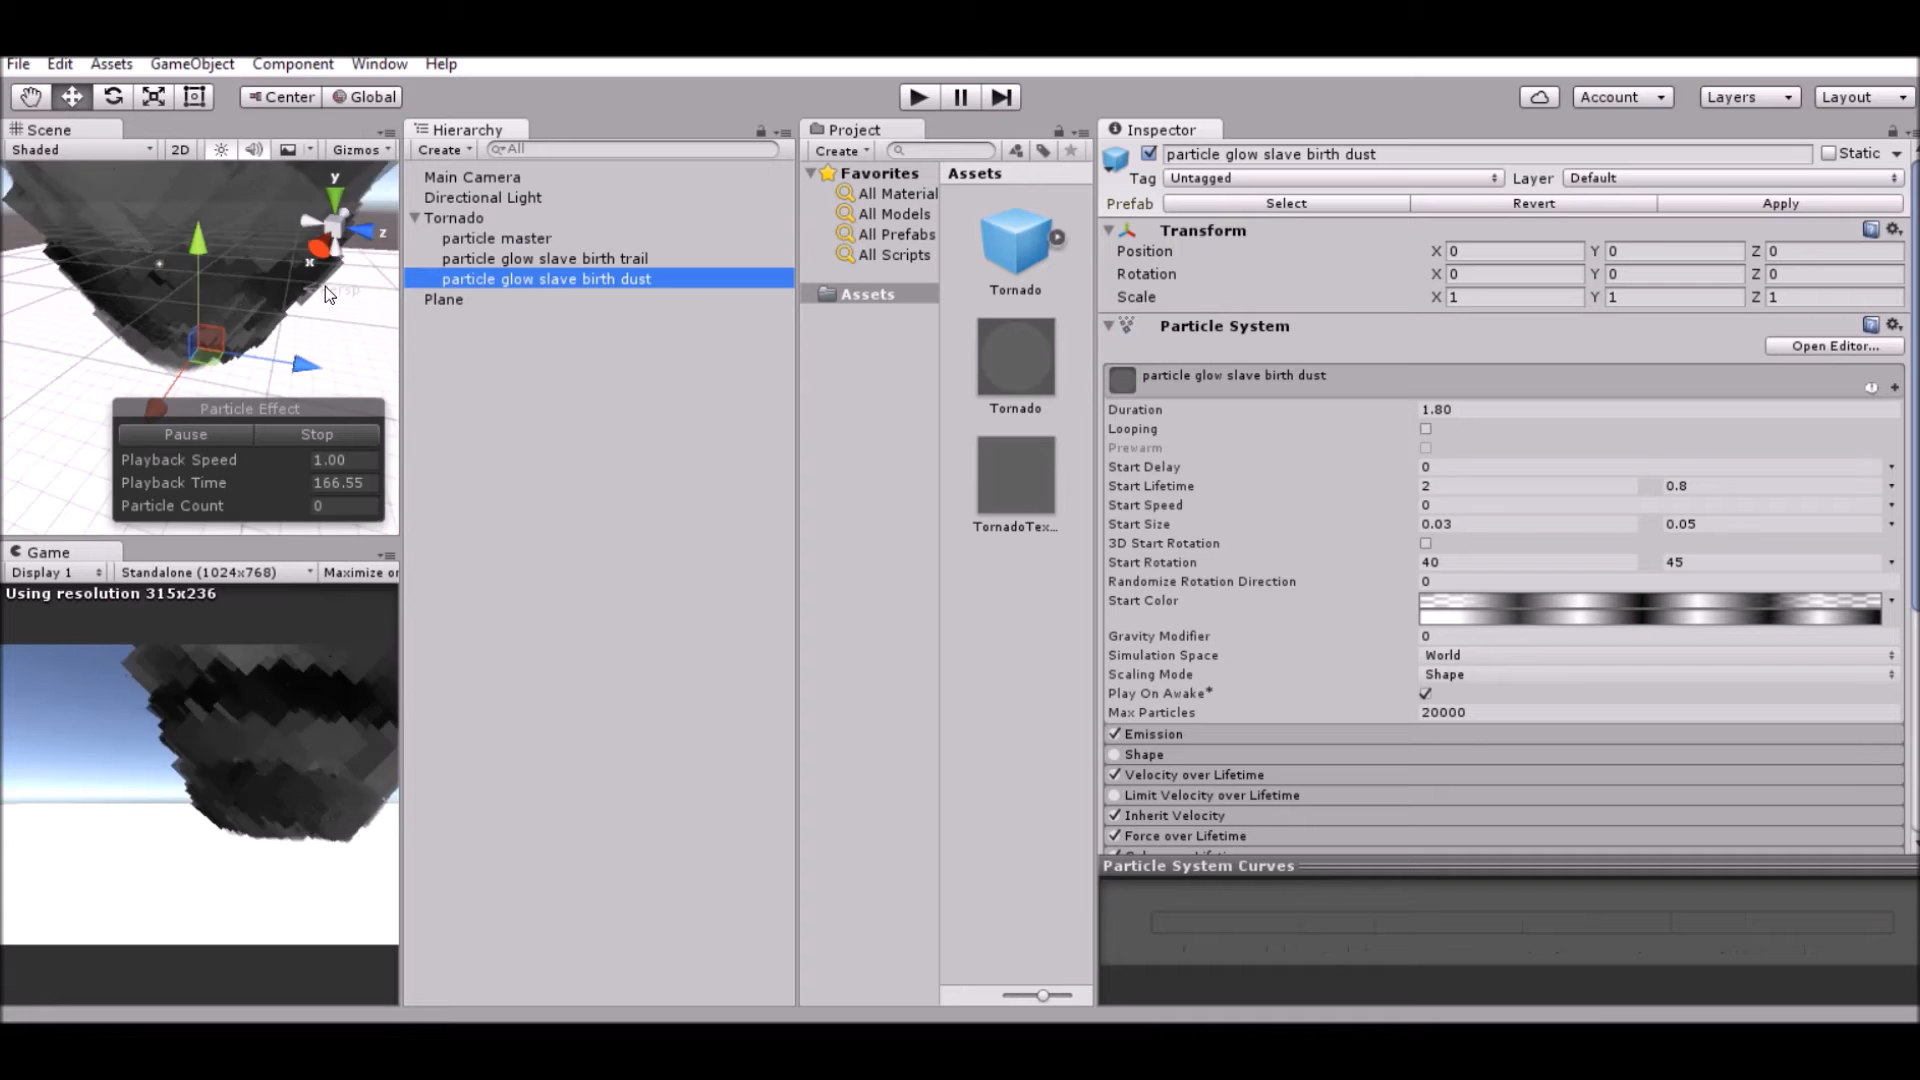 File Edit Assets GameObject Component Window Help
Center Global Account Layers Layout
Scene
Shaded 2D Gizmos
y
z
x
Particle Effect
Pause Stop
Playback Speed 1.00
Playback Time 166.55
Particle Count 0
Game
Display 1 Standalone (1024x768) Maximize or
Using resolution 315x236
Hierarchy
Create All
Main Camera
Directional Light
Tornado
particle master
particle glow slave birth trail
particle glow slave birth dust
Plane
Project
Create
Favorites
All Material
All Models
All Prefabs
All Scripts
Assets
Assets
Tornado
Tornado
TornadoTex...
Inspector
particle glow slave birth dust Static
Tag Untagged Layer Default
Prefab Select Revert Apply
Transform
Position X 0 Y 0 Z 0
Rotation X 0 Y 0 Z 0
Scale X 1 Y 1 Z 1
Particle System
Open Editor...
particle glow slave birth dust
Duration 1.80
Looping
Prewarm
Start Delay 0
Start Lifetime 2 0.8
Start Speed 0
Start Size 0.03 0.05
3D Start Rotation
Start Rotation 40 45
Randomize Rotation Direction 0
Start Color
Gravity Modifier 0
Simulation Space World
Scaling Mode Shape
Play On Awake*
Max Particles 20000
Emission
Shape
Velocity over Lifetime
Limit Velocity over Lifetime
Inherit Velocity
Force over Lifetime
Particle System Curves